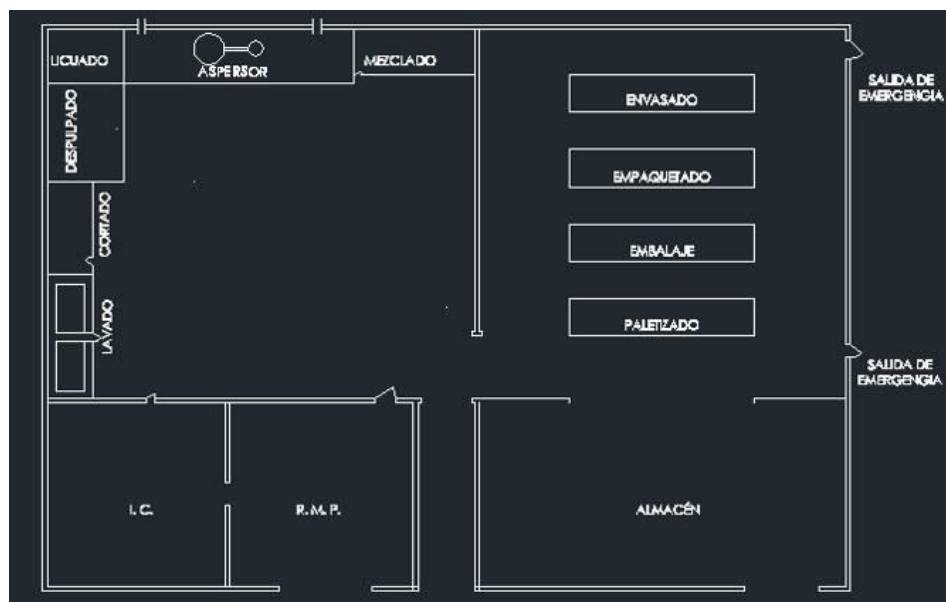 LICUADO
ASPERSOR
MEZCLADO
DESPULPADO
CORTADO
LAVADO
ENVASADO
EMPAQUETADO
EMBALAJE
PALETIZADO
SALIDA DE
EMERGENCIA
SALIDA DE
EMERGENCIA
I. C.
R. M. P.
ALMACÉN